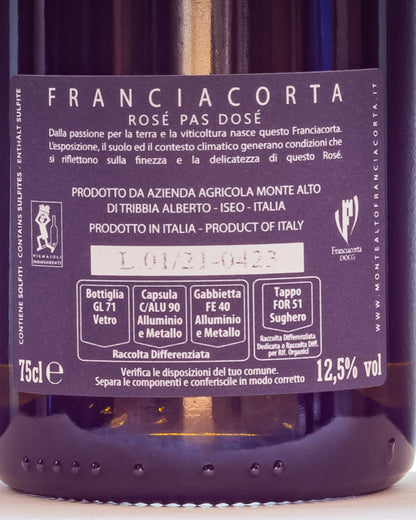 FRANCIACORTA
ROSÉ PAS DOSÉ
Dalla passione per la terra e la viticoltura nasce questo Franciacorta.
L'esposizione, il suolo ed il contesto climatico generano condizioni che
si riflettono sulla finezza e la delicatezza di questo Rosé.
PRODOTTO DA AZIENDA AGRICOLA MONTE ALTO
DI TRIBBIA ALBERTO - ISEO - ITALIA
PRODOTTO IN ITALIA - PRODUCT OF ITALY
L 01/21-0423
Bottiglia
GL 71
Vetro
Capsula
C/ALU 90
Alluminio
e Metallo
Gabbietta
FE 40
Alluminio
e Metallo
Raccolta Differenziata
Tappo
FOR 51
Sughero
Raccolta Differenziata
Dedicata o Raccolta Diff.
per Rif. Organici
75cl e
Verifica le disposizioni del tuo comune.
Separa le componenti e conferiscile in modo corretto
12,5% vol
CONTIENE SOLFITI - CONTAINS SULFITES - ENTHÄLT SULFITE
VIGNAIOLI
INDIPENDENTI
Franciacorta
DOCG
WWW.MONTEALTOFRANCIACORTA.IT